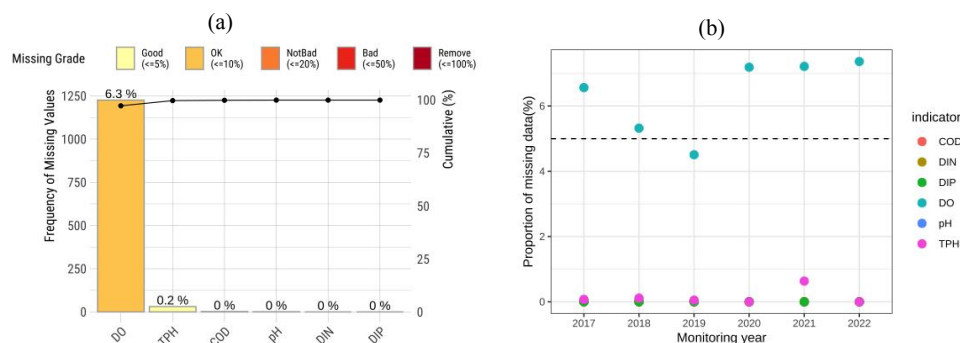 (a)
Missing Grade
Good (<=5%)
OK (<=10%)
NotBad (<=20%)
Bad (<=50%)
Remove (<=100%)
Frequency of Missing Values
1250
1000
750
500
250
0
6.3 %
0.2 %
0 %
0 %
0 %
0 %
100
75
50
25
0
Cumulative (%)
DO
TPH
COD
pH
DIN
DIP
(b)
Proportion of missing data(%)
6
4
2
0
2017
2018
2019
2020
2021
2022
Monitoring year
indicator
COD
DIN
DIP
DO
pH
TPH